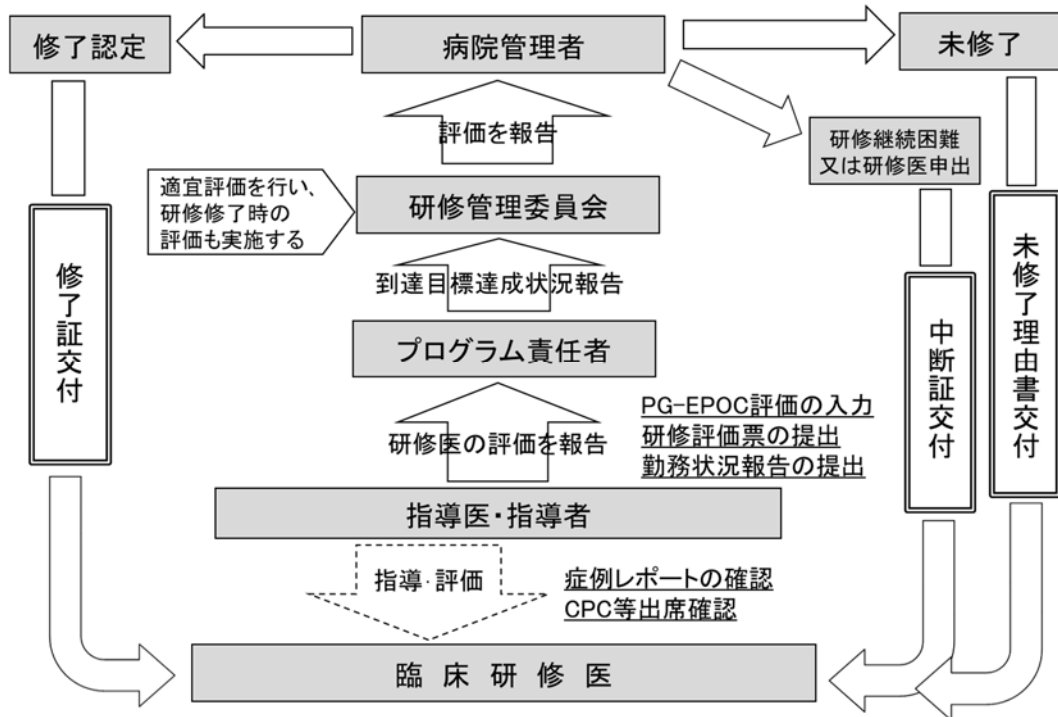 修了認定
病院管理者
未修了
評価を報告
研修継続困難
又は研修医申出
適宜評価を行い、
研修修了時の
評価も実施する
研修管理委員会
到達目標達成状況報告
プログラム責任者
修了証交付
中断証交付
未修了理由書交付
研修医の評価を報告
PG-EPOC評価の入力
研修評価票の提出
勤務状況報告の提出
指導医・指導者
指導・評価
症例レポートの確認
CPC等出席確認
臨床研修医